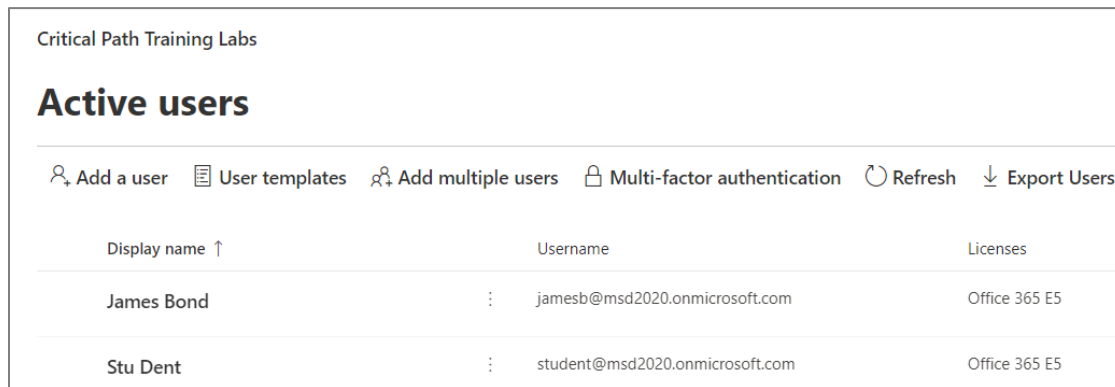 Critical Path Training Labs
Active users
Add a user User templates Add multiple users Multi-factor authentication Refresh Export Users
Display name ↑ Username Licenses
James Bond jamesb@msd2020.onmicrosoft.com Office 365 E5
Stu Dent student@msd2020.onmicrosoft.com Office 365 E5